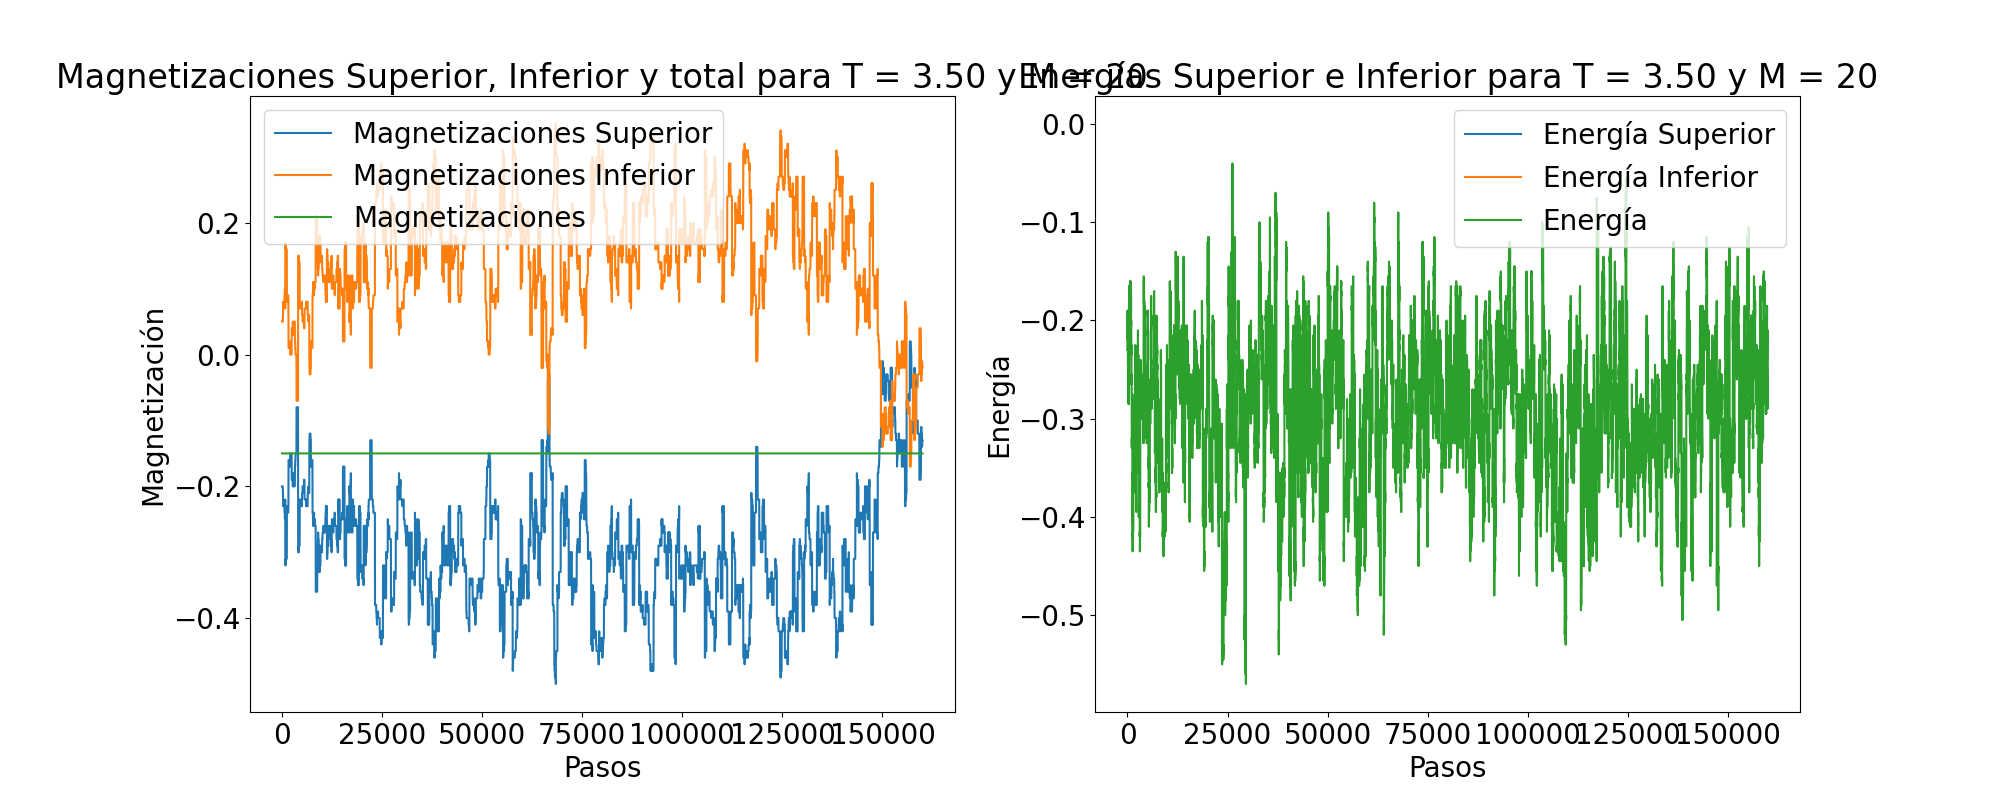 Magnetizaciones Superior, Inferior y total para T = 3.50 y M = 20
Magnetizaciones Superior
Magnetizaciones Inferior
Magnetizaciones
Magnetización
0.2
0.0
−0.2
−0.4
0
25000
50000
75000
100000
125000
150000
Pasos
Energías Superior e Inferior para T = 3.50 y M = 20
Energía Superior
Energía Inferior
Energía
Energía
0.0
−0.1
−0.2
−0.3
−0.4
−0.5
0
25000
50000
75000
100000
125000
150000
Pasos